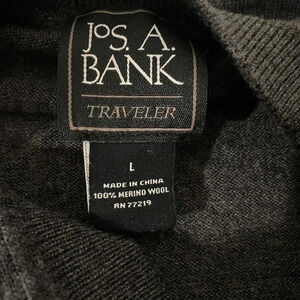 JOS. A.
BANK
TRAVELER
L
MADE IN CHINA
100% MERINO WOOL
RN 77219